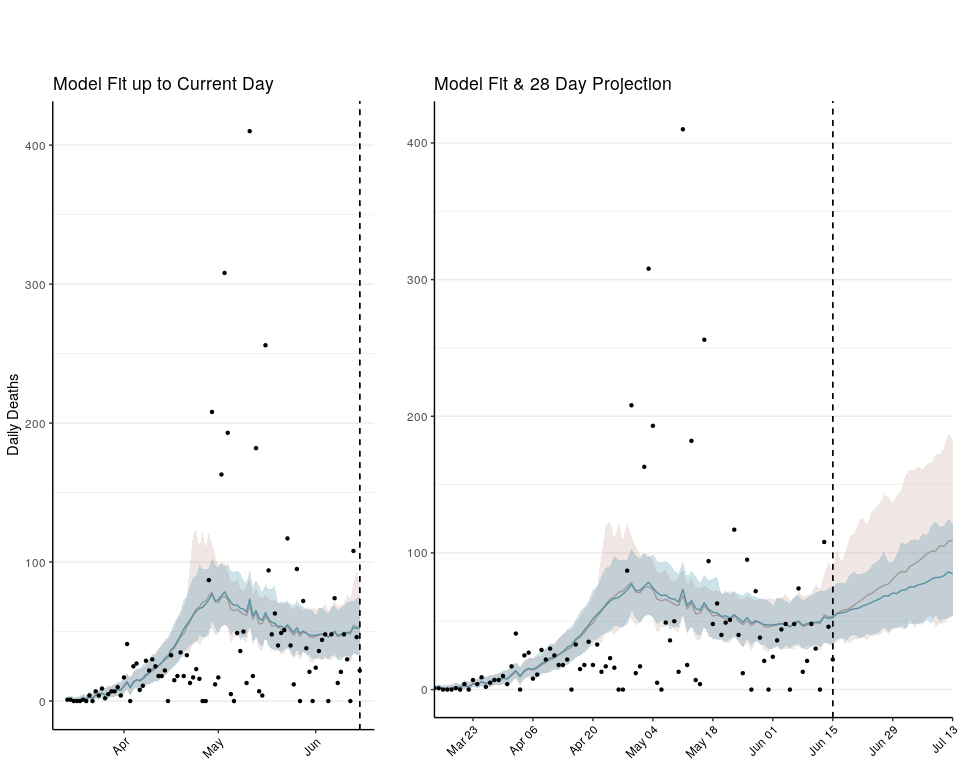 Model Fit up to Current Day
Daily Deaths
400
300
200
100
0
Apr
May
Jun
Model Fit & 28 Day Projection
400
300
200
100
0
Mar 23
Apr 06
Apr 20
May 04
May 18
Jun 01
Jun 15
Jun 29
Jul 13